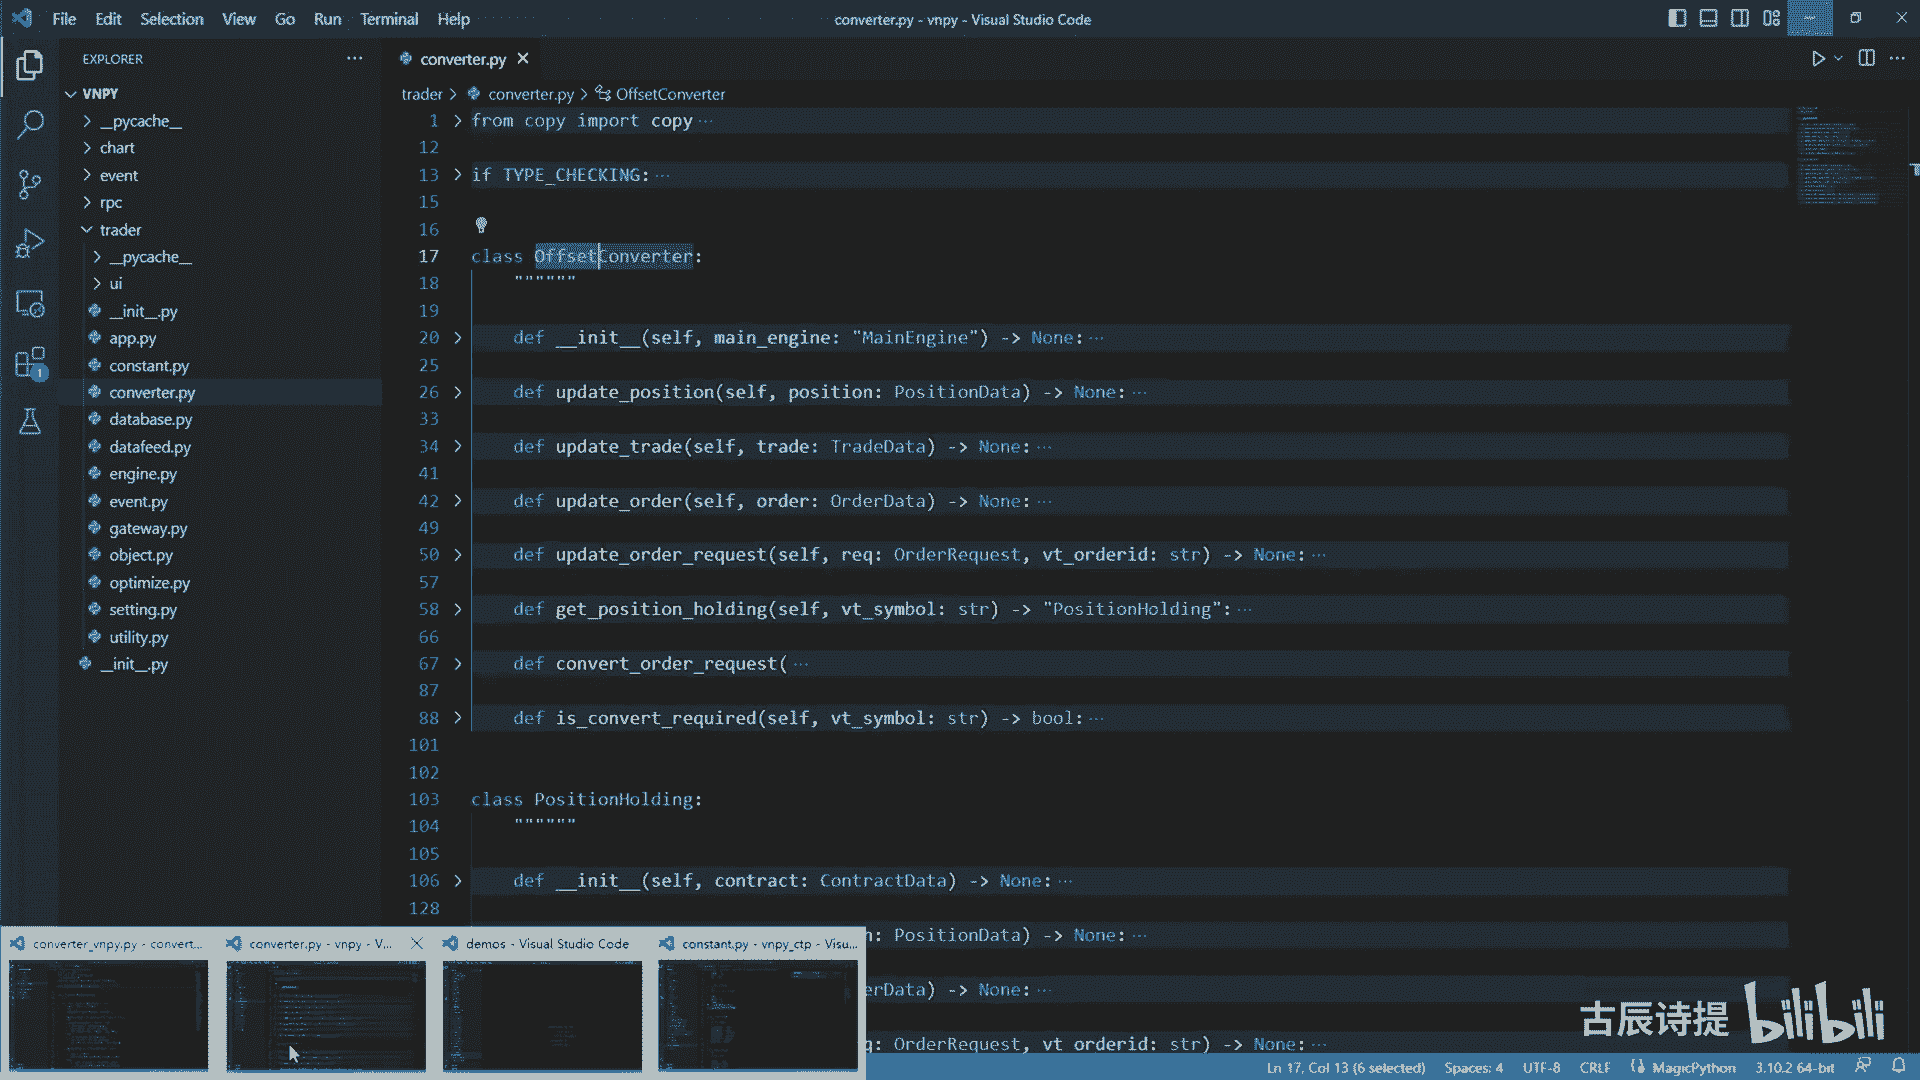 File Edit Selection View Go Run Terminal Help
converter.py - vnpy - Visual Studio Code
EXPLORER
VNPY
__pycache__
chart
event
rpc
trader
__pycache__
ui
__init__.py
app.py
constant.py
converter.py
database.py
datafeed.py
engine.py
event.py
gateway.py
object.py
optimize.py
setting.py
utility.py
__init__.py
1
converter.py
trader > converter.py > OffsetConverter
1 from copy import copy ···
12
13 if TYPE_CHECKING: ···
15
16
17 class OffsetConverter:
18 """"""
19
20 def __init__(self, main_engine: "MainEngine") -> None: ···
25
26 def update_position(self, position: PositionData) -> None: ···
33
34 def update_trade(self, trade: TradeData) -> None: ···
41
42 def update_order(self, order: OrderData) -> None: ···
49
50 def update_order_request(self, req: OrderRequest, vt_orderid: str) -> None: ···
57
58 def get_position_holding(self, vt_symbol: str) -> "PositionHolding": ···
66
67 def convert_order_request( ···
87
88 def is_convert_required(self, vt_symbol: str) -> bool: ···
101
102
103 class PositionHolding:
104 """"""
105
106 def __init__(self, contract: ContractData) -> None: ···
128
n: PositionData) -> None: ···
erData) -> None: ···
q: OrderRequest, vt_orderid: str) -> None: ···
converter_vnpy.py - convert...
converter.py - vnpy - V...
demos - Visual Studio Code
constant.py - vnpy_ctp - Visu...
古辰诗提 bilibili
Ln 17, Col 13 (6 selected) Spaces: 4 UTF-8 CRLF MagicPython 3.10.2 64-bit